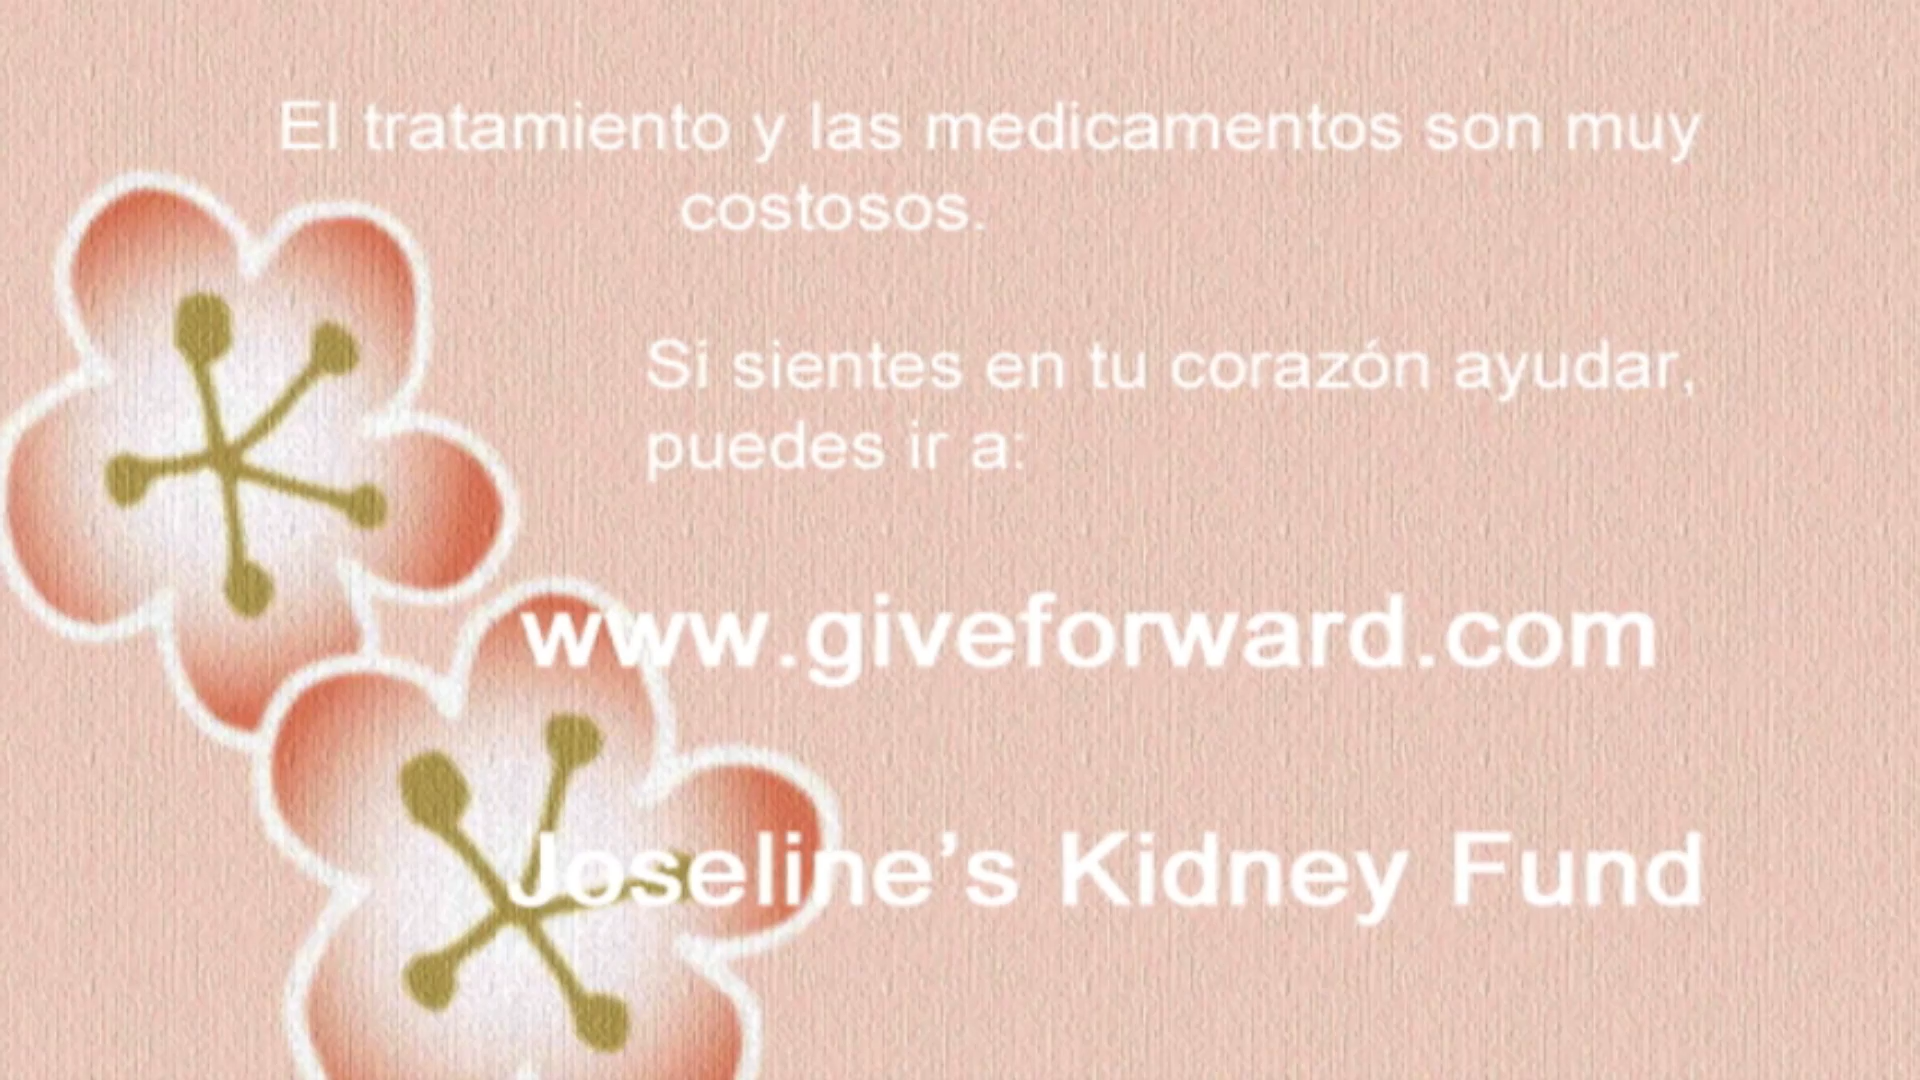 El tratamiento y las medicamentos son muy
costosos.
Si sientes en tu corazón ayudar,
puedes ir a:
www.giveforward.com
Joseline’s Kidney Fund